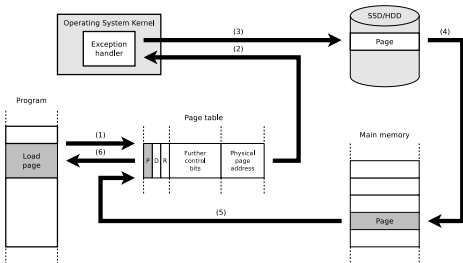 Operating System Kernel
Exception
handler
(3)
(2)
SSD/HDD
Page
(4)
Program
(1)
(6)
Load
page
Page table
P
D
R
Further
control
bits
Physical
page
address
Main memory
Page
(5)